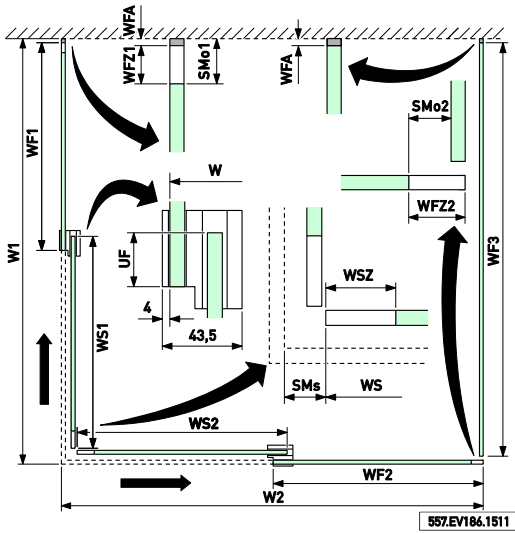 WFA
WFZ1
SMo1
WFA
SMo2
WF1
W
WFZ2
W1
UF
WF3
WSZ
4
43,5
WS1
SMs
WS
WS2
WF2
W2
557.EV186.1511